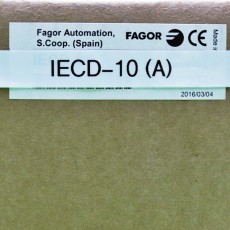 Fagor Automation,
S.Coop. (Spain)
FAGOR CE
Made in
IECD-10 (A)
2016/03/04